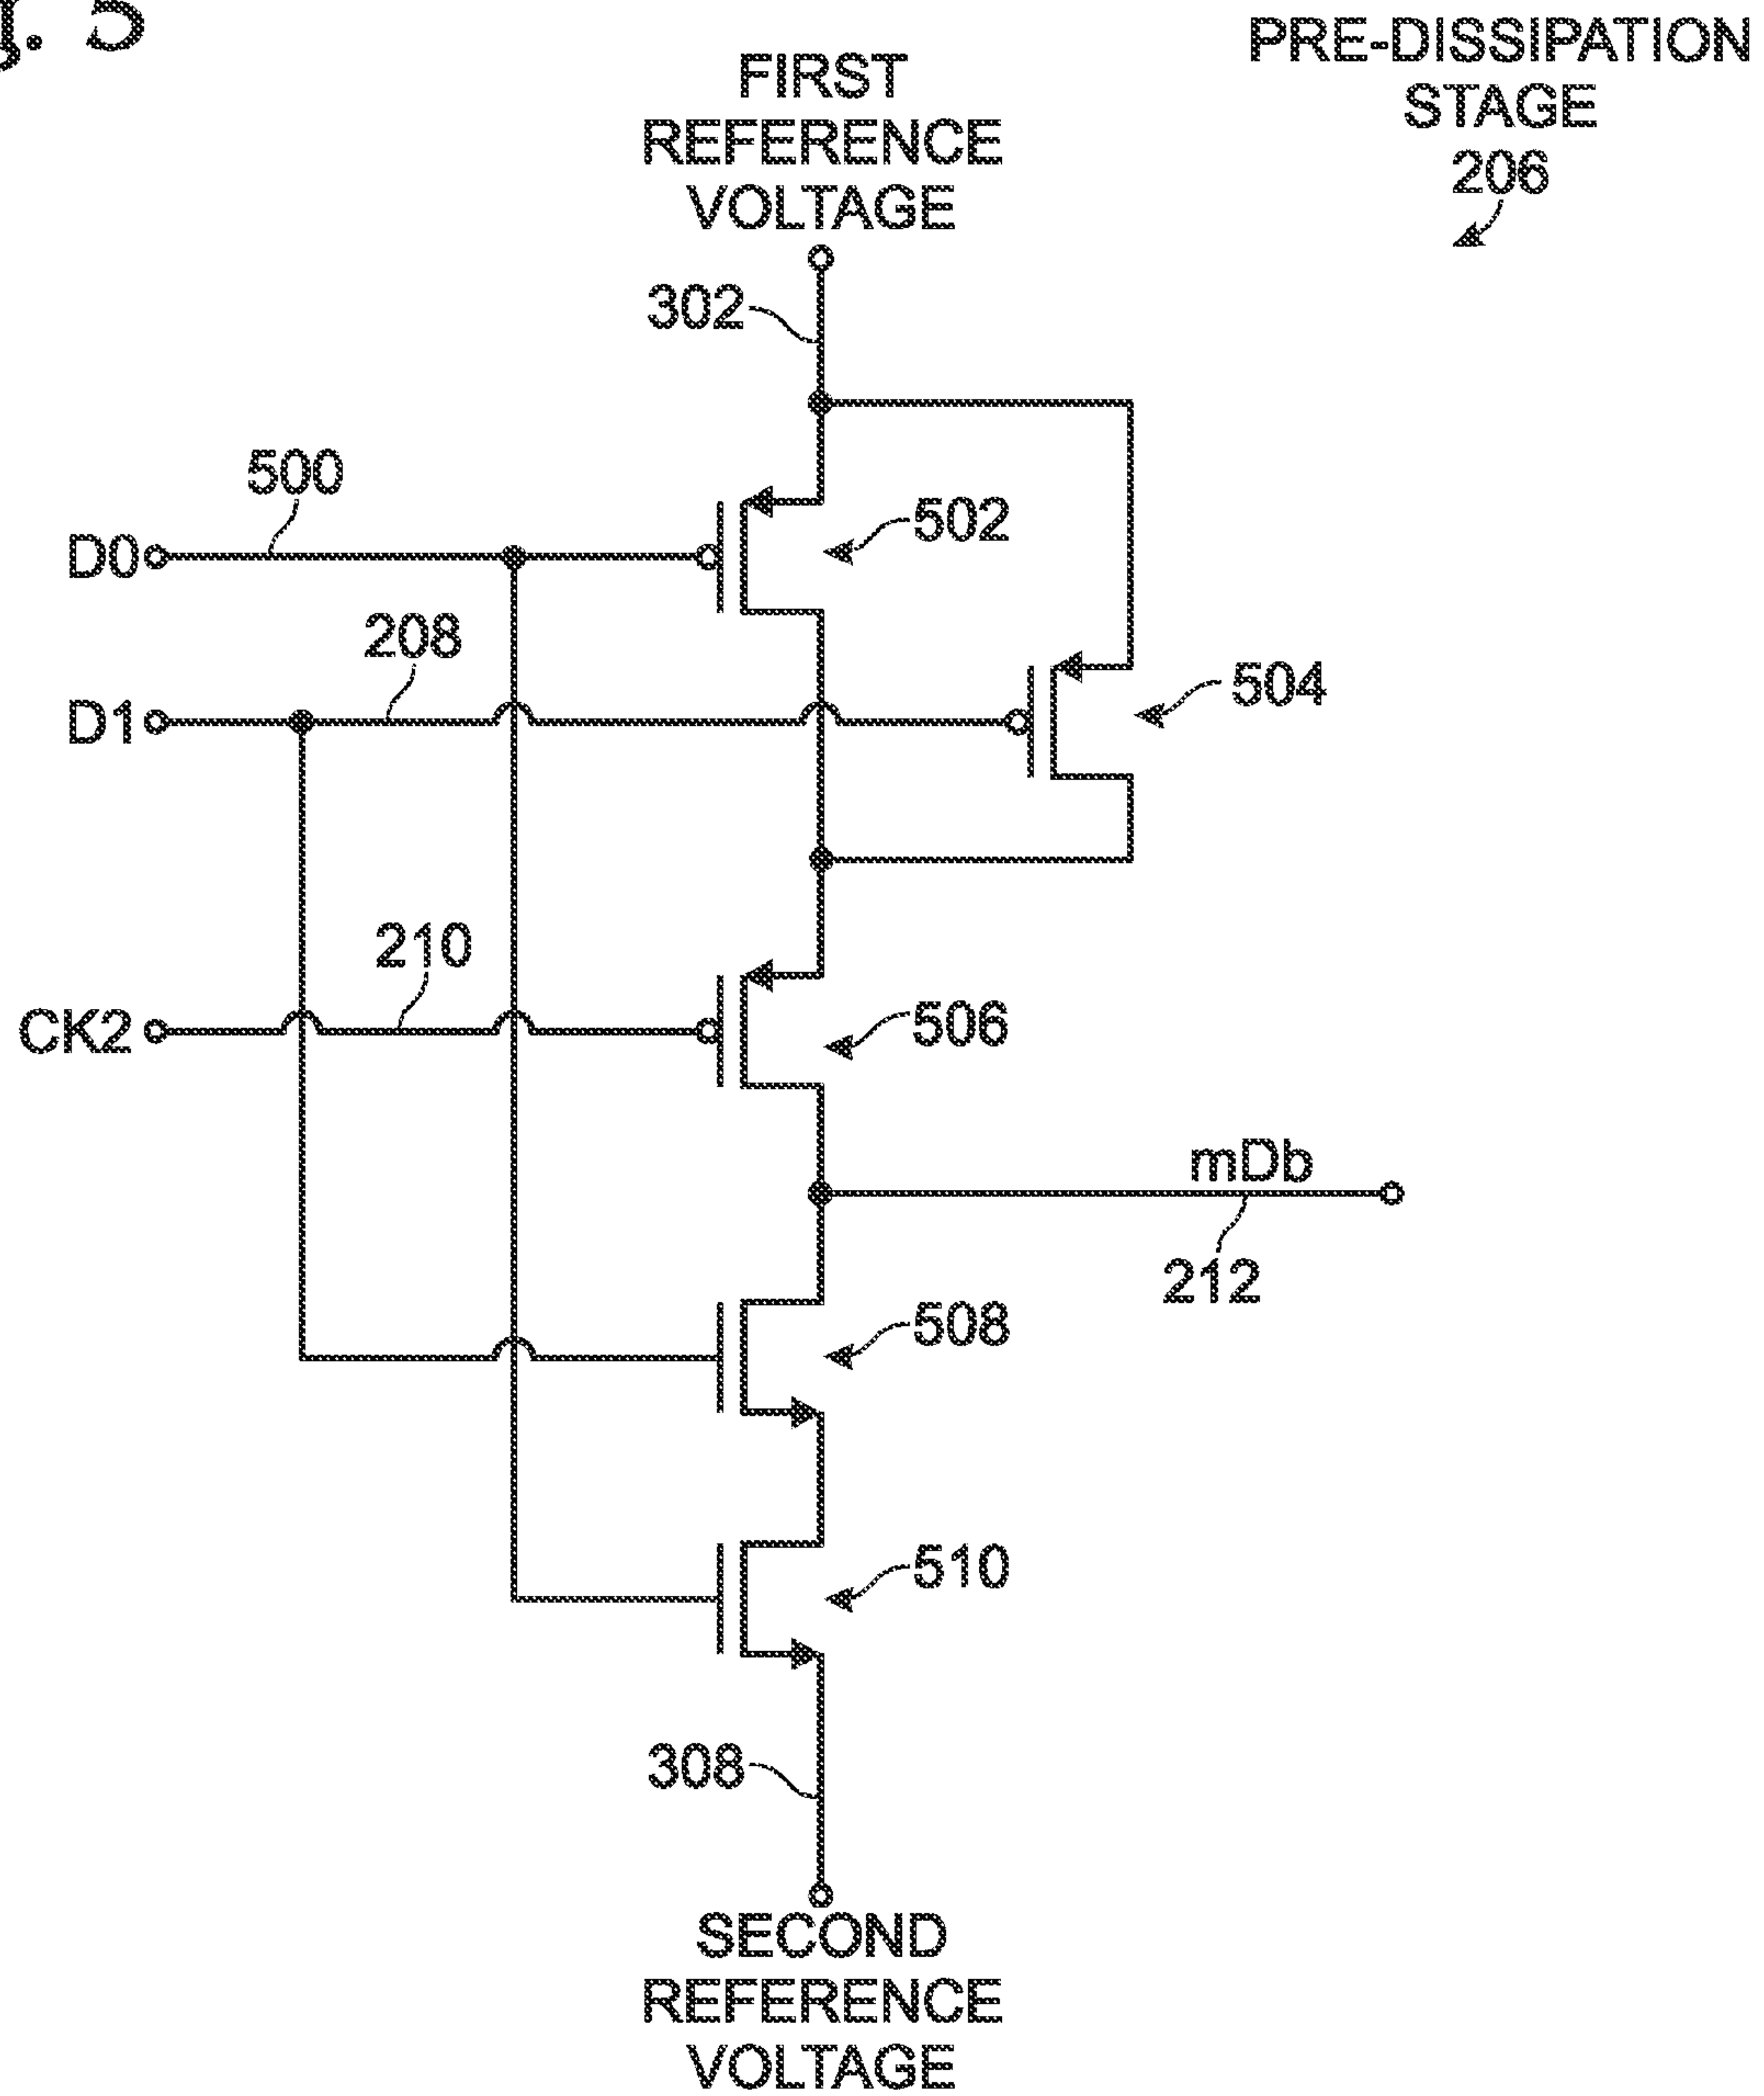 5
PRE-DISSIPATION
STAGE
206
FIRST
REFERENCE
VOLTAGE
302
500
502
D0
208
504
D1
210
CK2
506
mDb
212
508
510
308
SECOND
REFERENCE
VOLTAGE